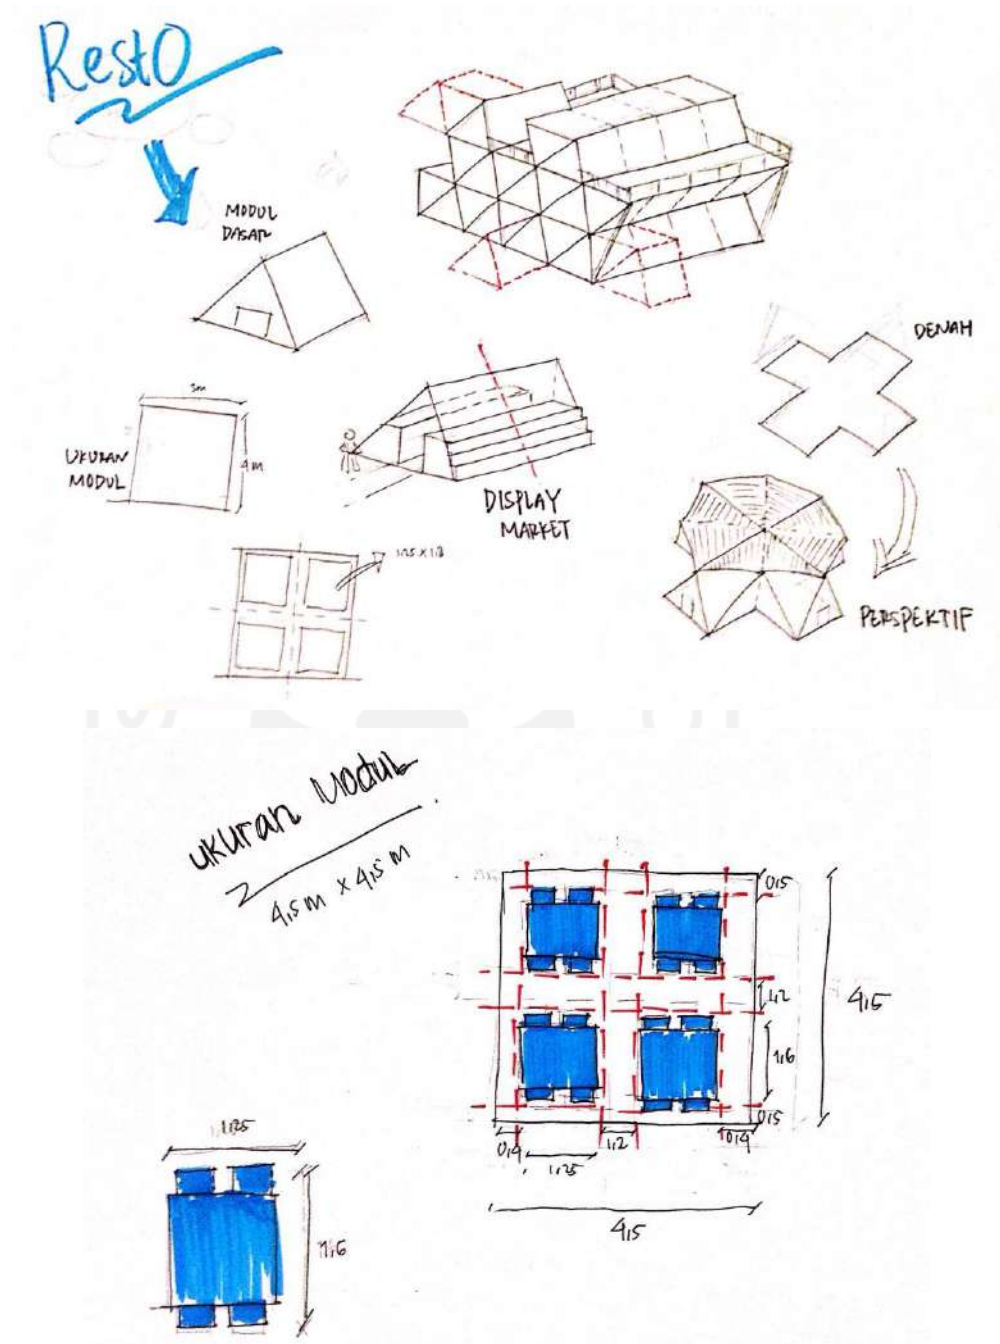 RestO
MODUL
DASAR
DENAH
3m
4m
UKURAN
MODUL
DISPLAY
MARKET
PERSPEKTIF
ukuran Modul
4,5 m x 4,5 m
0,5
1,2
4,5
1,6
0,5
0,4
1,25
1,2
0,4
4,5
1,25
1,6